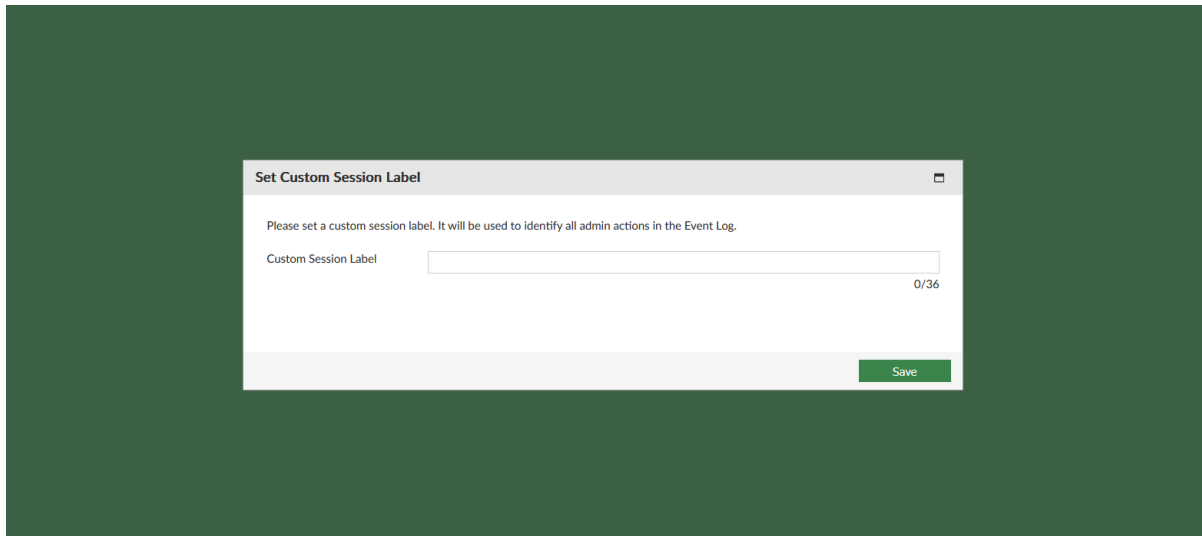 Set Custom Session Label
Please set a custom session label. It will be used to identify all admin actions in the Event Log.
Custom Session Label
0/36
Save